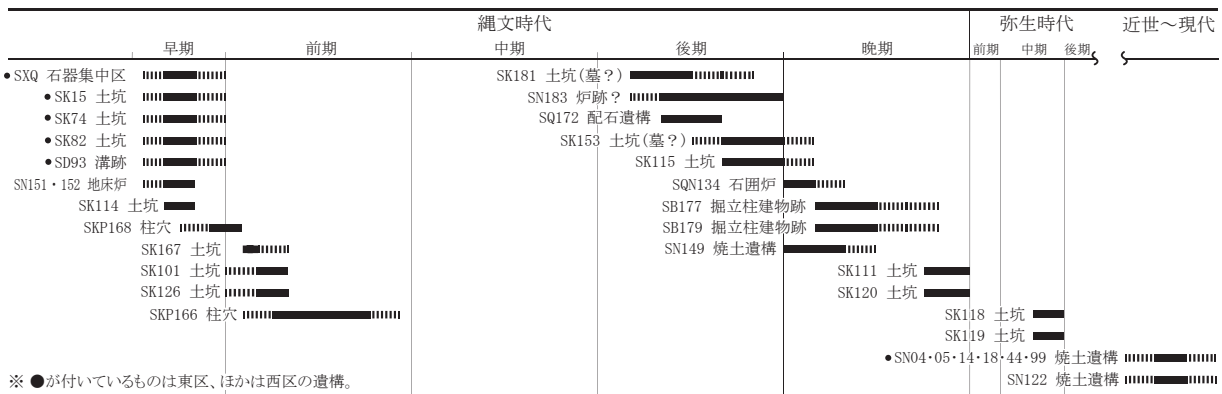 縄文時代 弥生時代 近世～現代
早期 前期 中期 後期 晩期 前期 中期 後期
●SXQ 石器集中区 SK181 土坑(墓？)
●SK15 土坑 SN183 炉跡？
●SK74 土坑 SQ172 配石遺構
●SK82 土坑 SK153 土坑(墓？)
●SD93 溝跡 SK115 土坑
SN151・152 地床炉 SQN134 石囲炉
SK114 土坑 SB177 掘立柱建物跡
SKP168 柱穴 SB179 掘立柱建物跡
SK167 土坑 SN149 焼土遺構
SK101 土坑 SK111 土坑
SK126 土坑 SK120 土坑
SKP166 柱穴 SK118 土坑
SK119 土坑
●SN04・05・14・18・44・99 焼土遺構
※ ●が付いているものは東区、ほかは西区の遺構。 SN122 焼土遺構